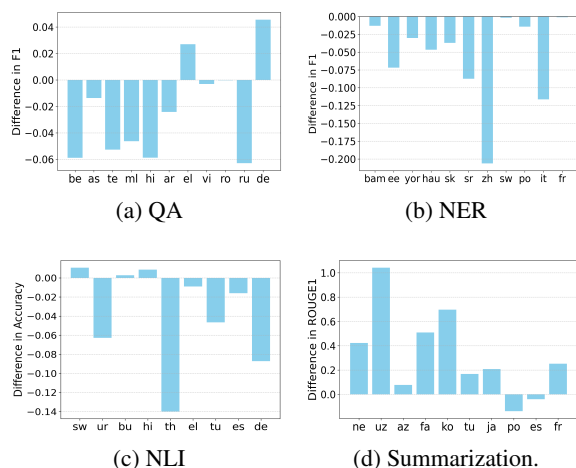 Difference in F1
0.04
0.02
0.00
−0.02
−0.04
−0.06
be as te ml hi ar el vi ro ru de
(a) QA
Difference in F1
0.000
−0.025
−0.050
−0.075
−0.100
−0.125
−0.150
−0.175
−0.200
bam ee yor hau sk sr zh sw po it fr
(b) NER
Difference in Accuracy
0.00
−0.02
−0.04
−0.06
−0.08
−0.10
−0.12
−0.14
sw ur bu hi th el tu es de
(c) NLI
Difference in ROUGE1
1.0
0.8
0.6
0.4
0.2
0.0
ne uz az fa ko tu ja po es fr
(d) Summarization.